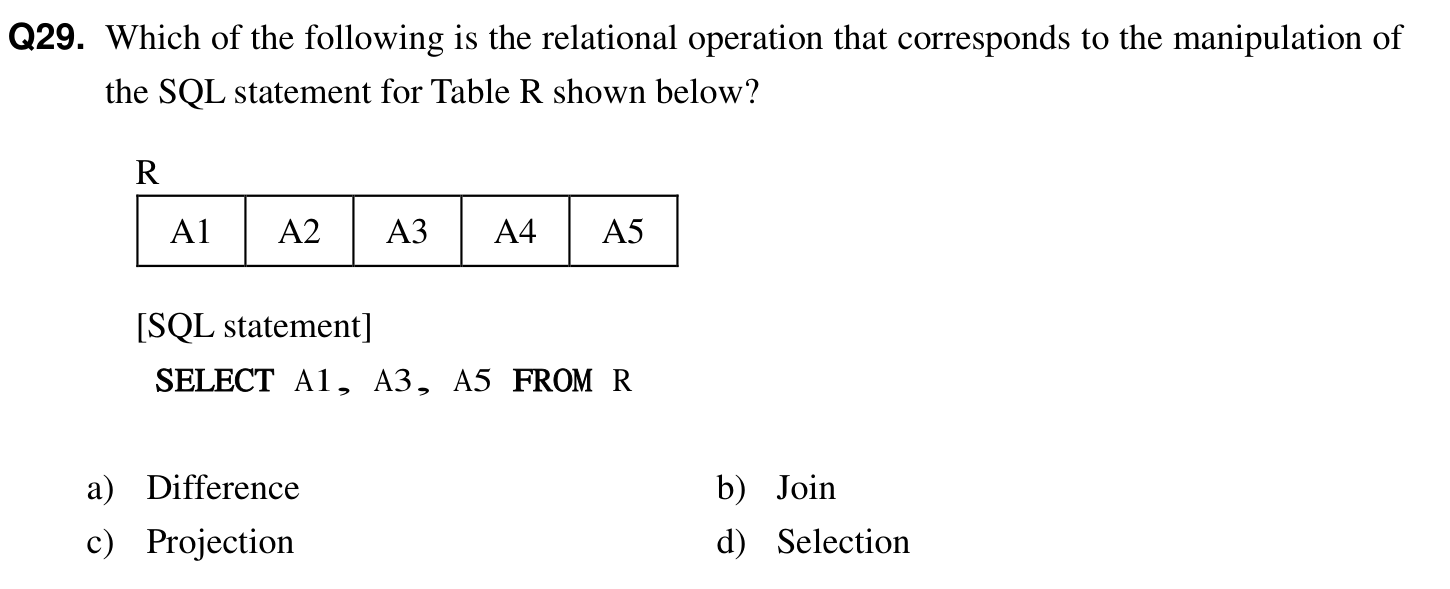 Q29. Which of the following is the relational operation that corresponds to the manipulation of
the SQL statement for Table R shown below?
R
A1 A2 A3 A4 A5
[SQL statement]
SELECT A1, A3, A5 FROM R
a) Difference b) Join
c) Projection d) Selection